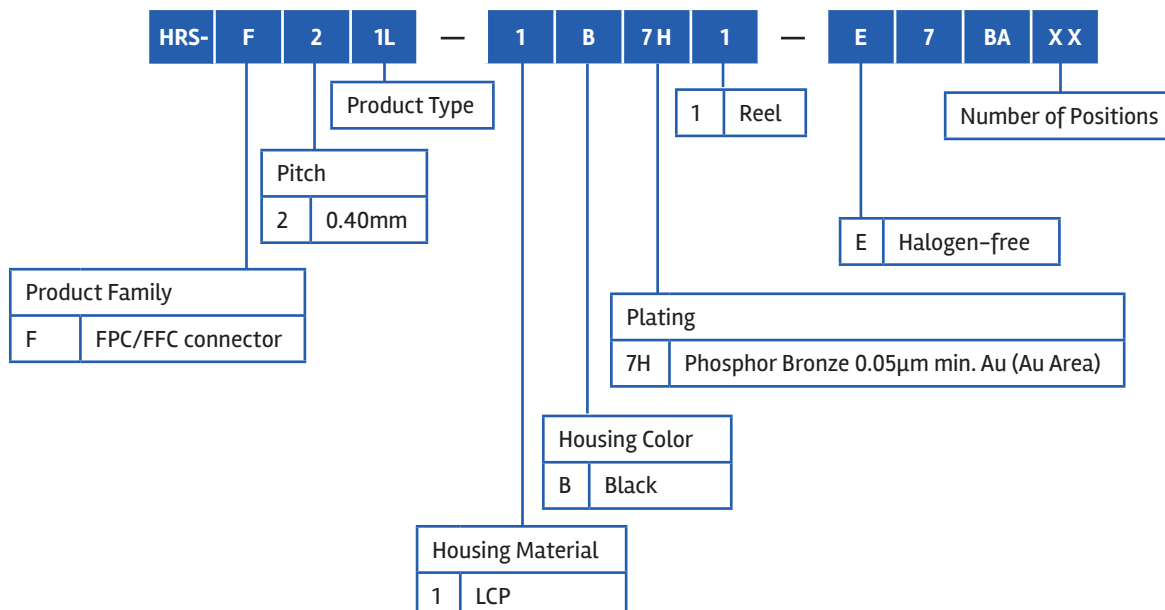 HRS- F 2 1L — 1 B 7H 1 — E 7 BA XX
Product Type
1 Reel
Number of Positions
Pitch
2 0.40mm
E Halogen-free
Product Family
F FPC/FFC connector
Plating
7H Phosphor Bronze 0.05µm min. Au (Au Area)
Housing Color
B Black
Housing Material
1 LCP